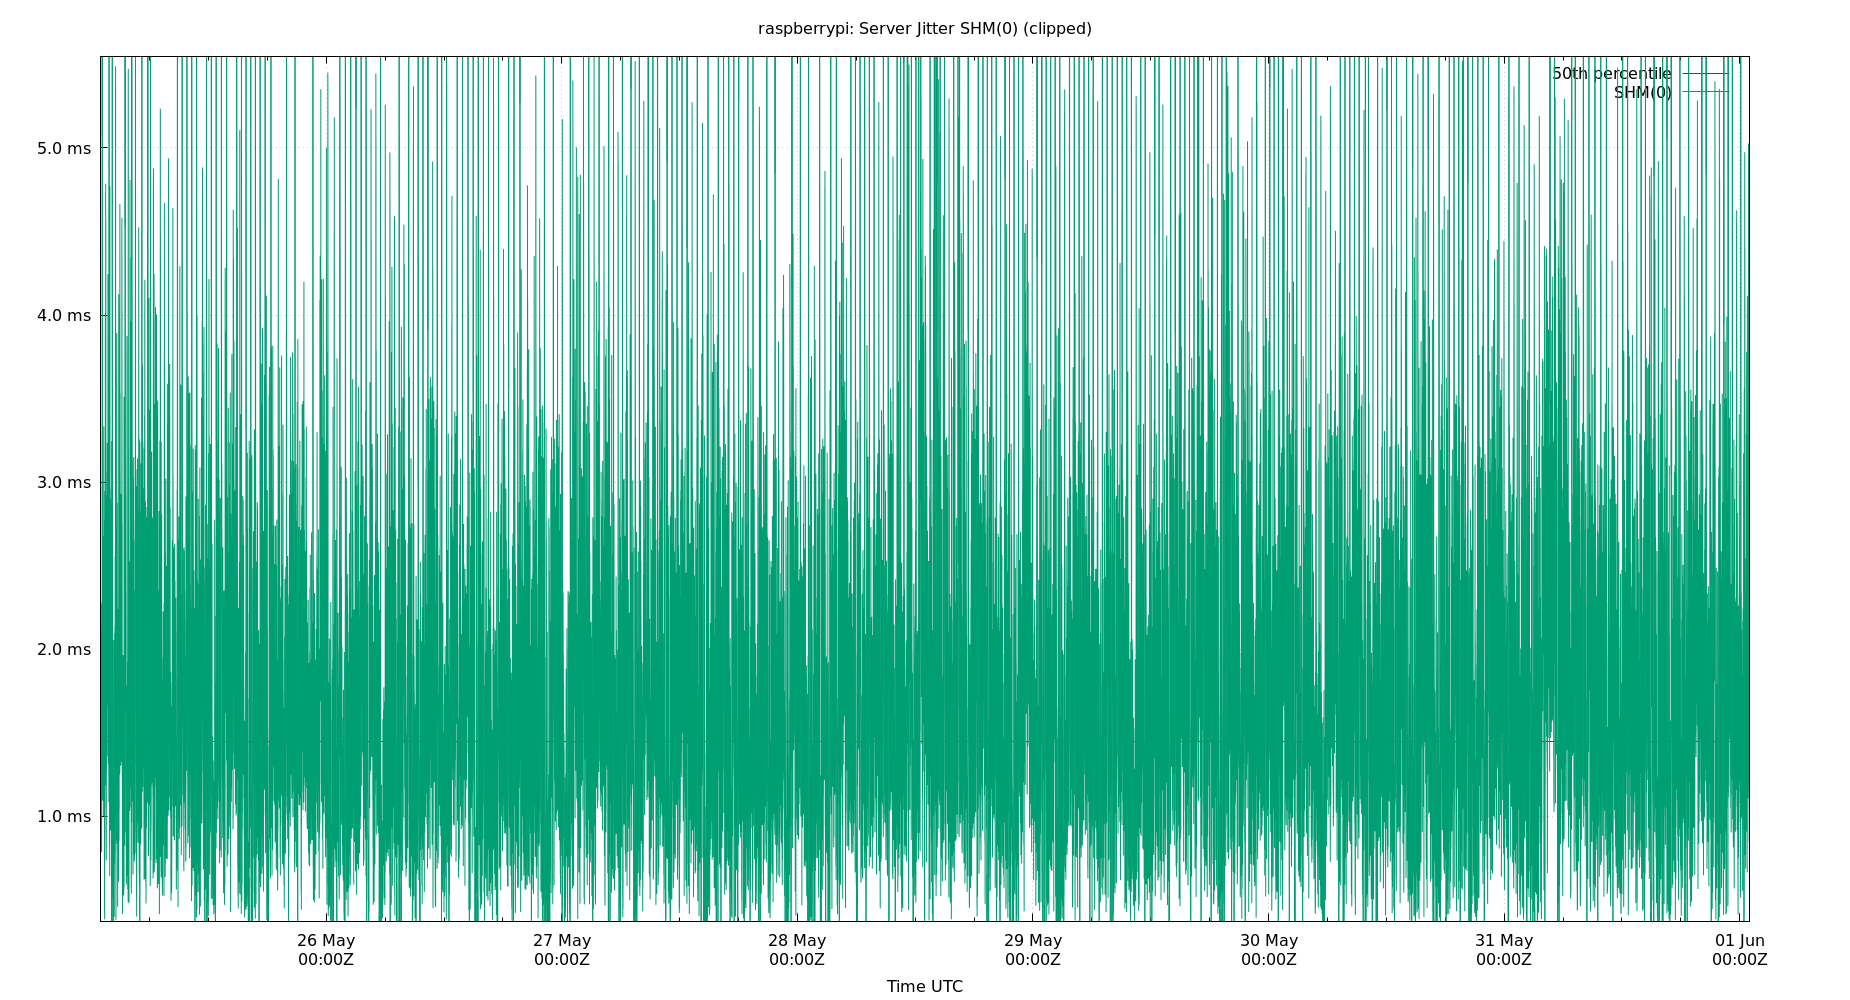 raspberrypi: Server Jitter SHM(0) (clipped)
50th percentile
SHM(0)
5.0 ms
4.0 ms
3.0 ms
2.0 ms
1.0 ms
26 May 27 May 28 May 29 May 30 May 31 May 01 Jun
00:00Z 00:00Z 00:00Z 00:00Z 00:00Z 00:00Z 00:00Z
Time UTC